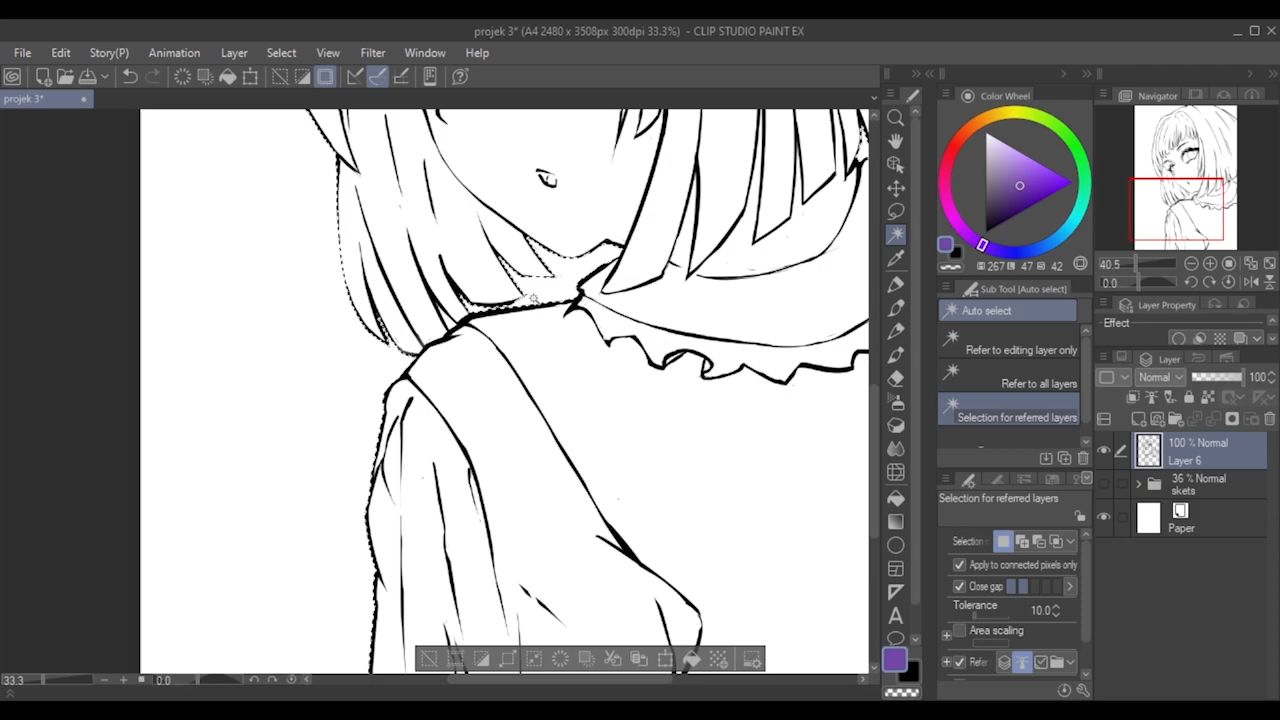 projek 3* (A4 2480 x 3508px 300dpi 33.3%) - CLIP STUDIO PAINT EX
File Edit Story(P) Animation Layer Select View Filter Window Help
projek 3*
Color Wheel
267 47 42
Sub Tool [Auto select]
Auto select
Refer to editing layer only
Refer to all layers
Selection for referred layers
Selection for referred layers
Selection
Apply to connected pixels only
Close gap
Tolerance
10.0
Area scaling
Refer
Navigator
40.5
0.0
Layer Property
Effect
Layer
Normal 100
100 % Normal
Layer 6
36 % Normal
skets
Paper
33.3 0.0